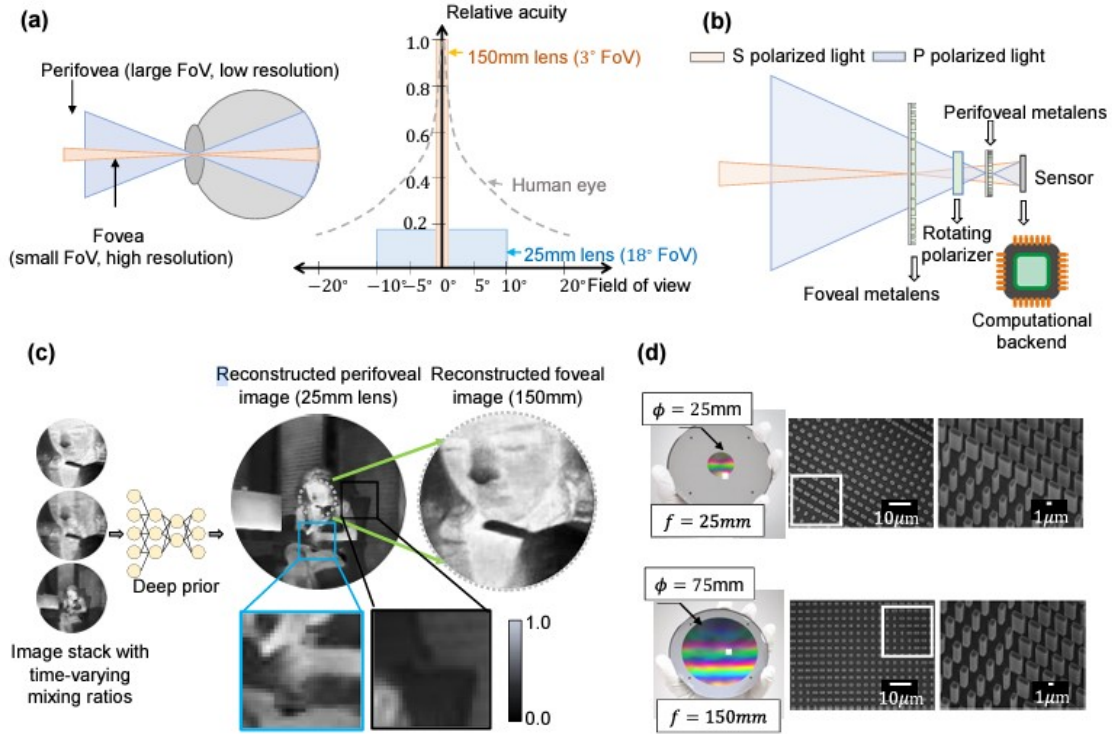 (a)
Relative acuity
Perifovea (large FoV, low resolution)
Fovea
(small FoV, high resolution)
1.0
0.8
0.6
0.4
0.2
150mm lens (3° FoV)
Human eye
25mm lens (18° FoV)
−20° −10°−5° 0° 5° 10° 20° Field of view
(b)
S polarized light P polarized light
Perifoveal metalens
Sensor
Rotating
polarizer
Foveal metalens
Computational
backend
(c)
Reconstructed perifoveal
image (25mm lens)
Reconstructed foveal
image (150mm)
Deep prior
Image stack with
time-varying
mixing ratios
1.0
0.0
(d)
ϕ = 25mm
f = 25mm
10μm
1μm
ϕ = 75mm
f = 150mm
10μm
1μm